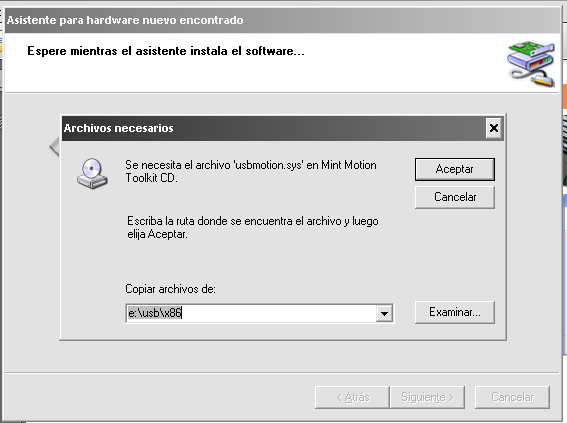 Asistente para hardware nuevo encontrado
Espere mientras el asistente instala el software...
Archivos necesarios
Se necesita el archivo 'usbmotion.sys' en Mint Motion
Toolkit CD.
Aceptar
Cancelar
Escriba la ruta donde se encuentra el archivo y luego
elija Aceptar.
Copiar archivos de:
e:\usb\x86
Examinar...
< Atrás
Siguiente >
Cancelar